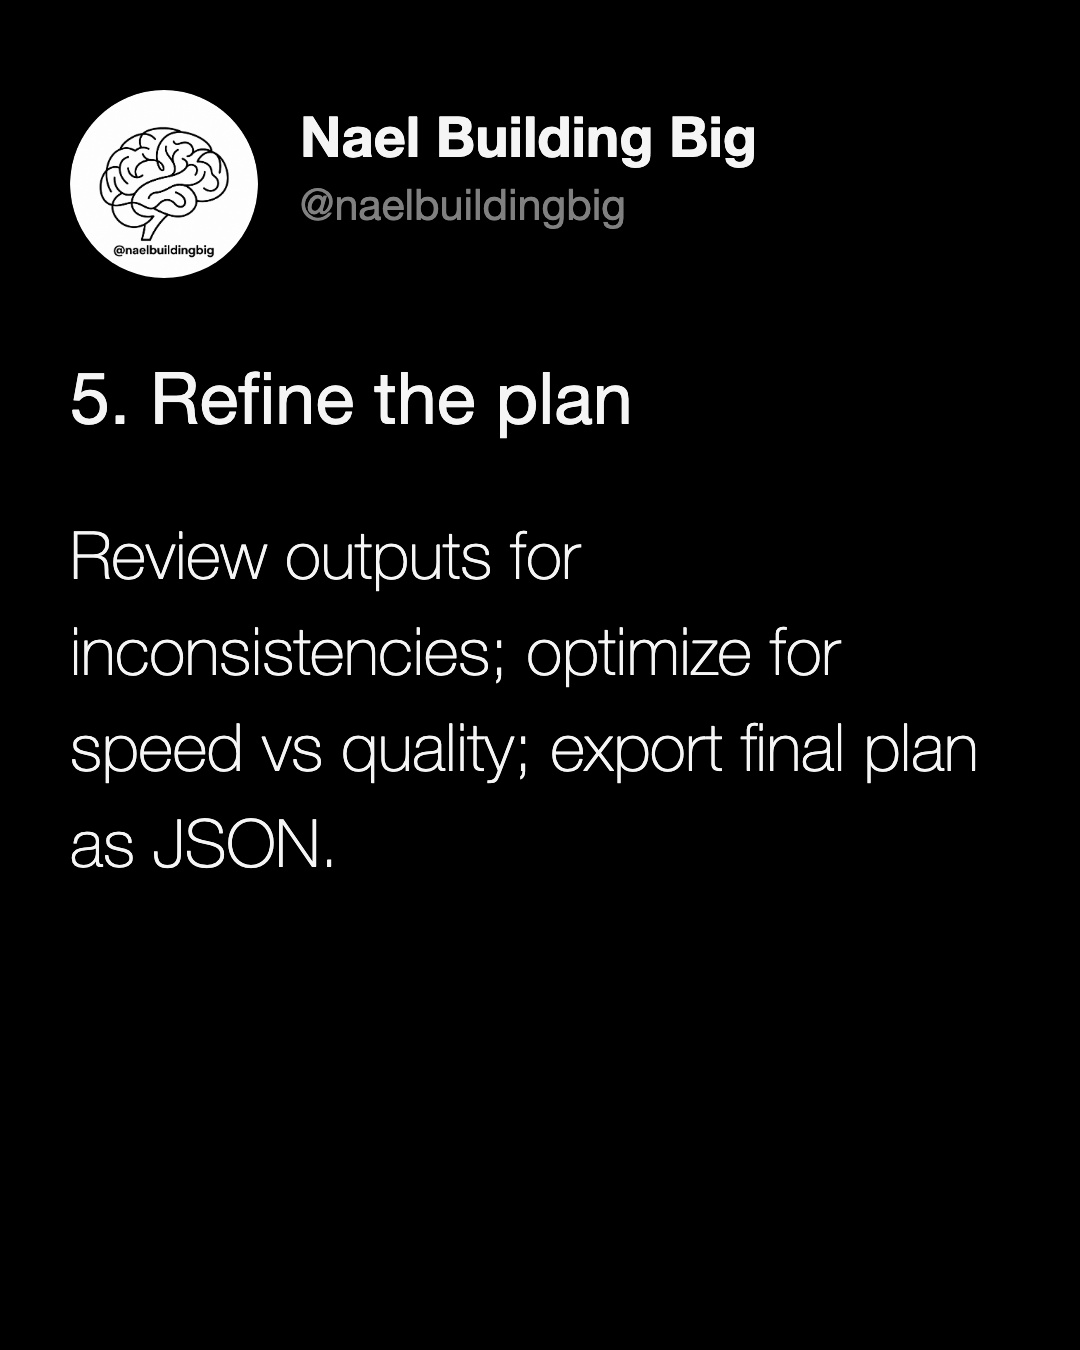 Nael Building Big
@naelbuildingbig
@naelbuildingbig
5. Refine the plan
Review outputs for
inconsistencies; optimize for
speed vs quality; export final plan
as JSON.